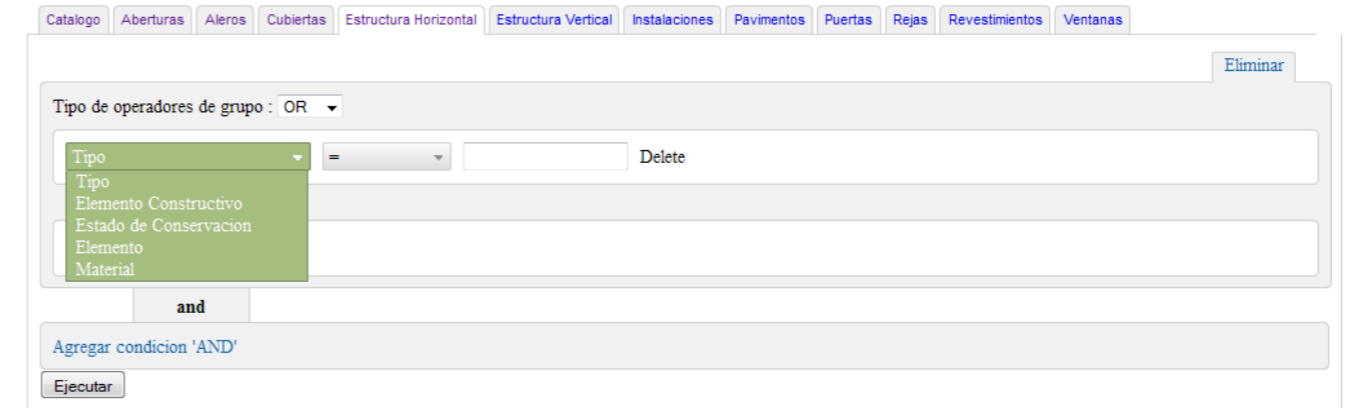 Catalogo Aberturas Aleros Cubiertas Estructura Horizontal Estructura Vertical Instalaciones Pavimentos Puertas Rejas Revestimientos Ventanas
Eliminar
Tipo de operadores de grupo : OR
Tipo = Delete
Tipo
Elemento Constructivo
Estado de Conservacion
Elemento
Material
and
Agregar condicion 'AND'
Ejecutar